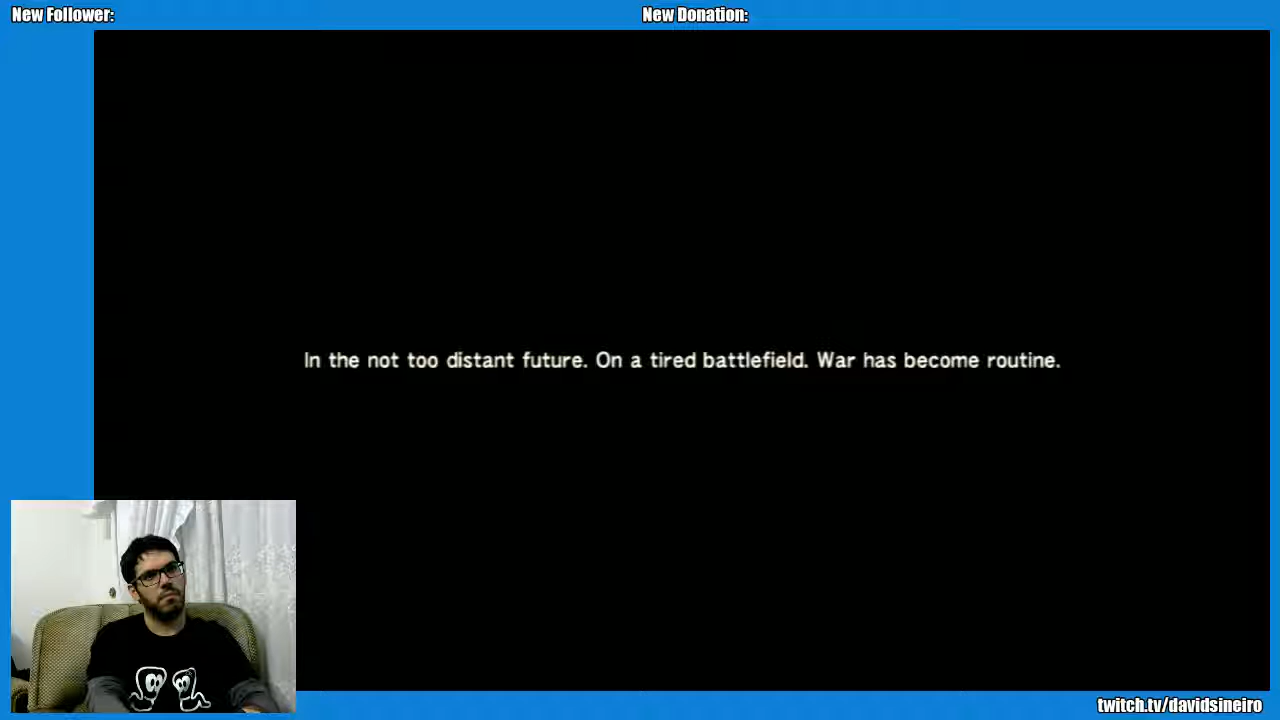 New Follower:
New Donation:
In the not too distant future. On a tired battlefield. War has become routine.
twitch.tv/davidsineiro